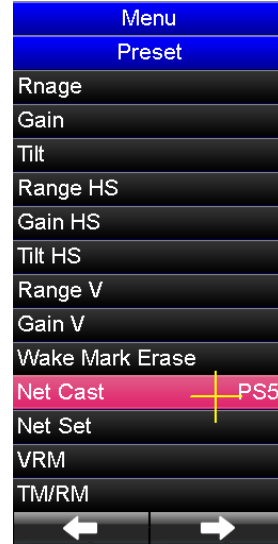 Menu
Preset
Rnage
Gain
Tilt
Range HS
Gain HS
Tilt HS
Range V
Gain V
Wake Mark Erase
Net Cast PS5
Net Set
VRM
TM/RM